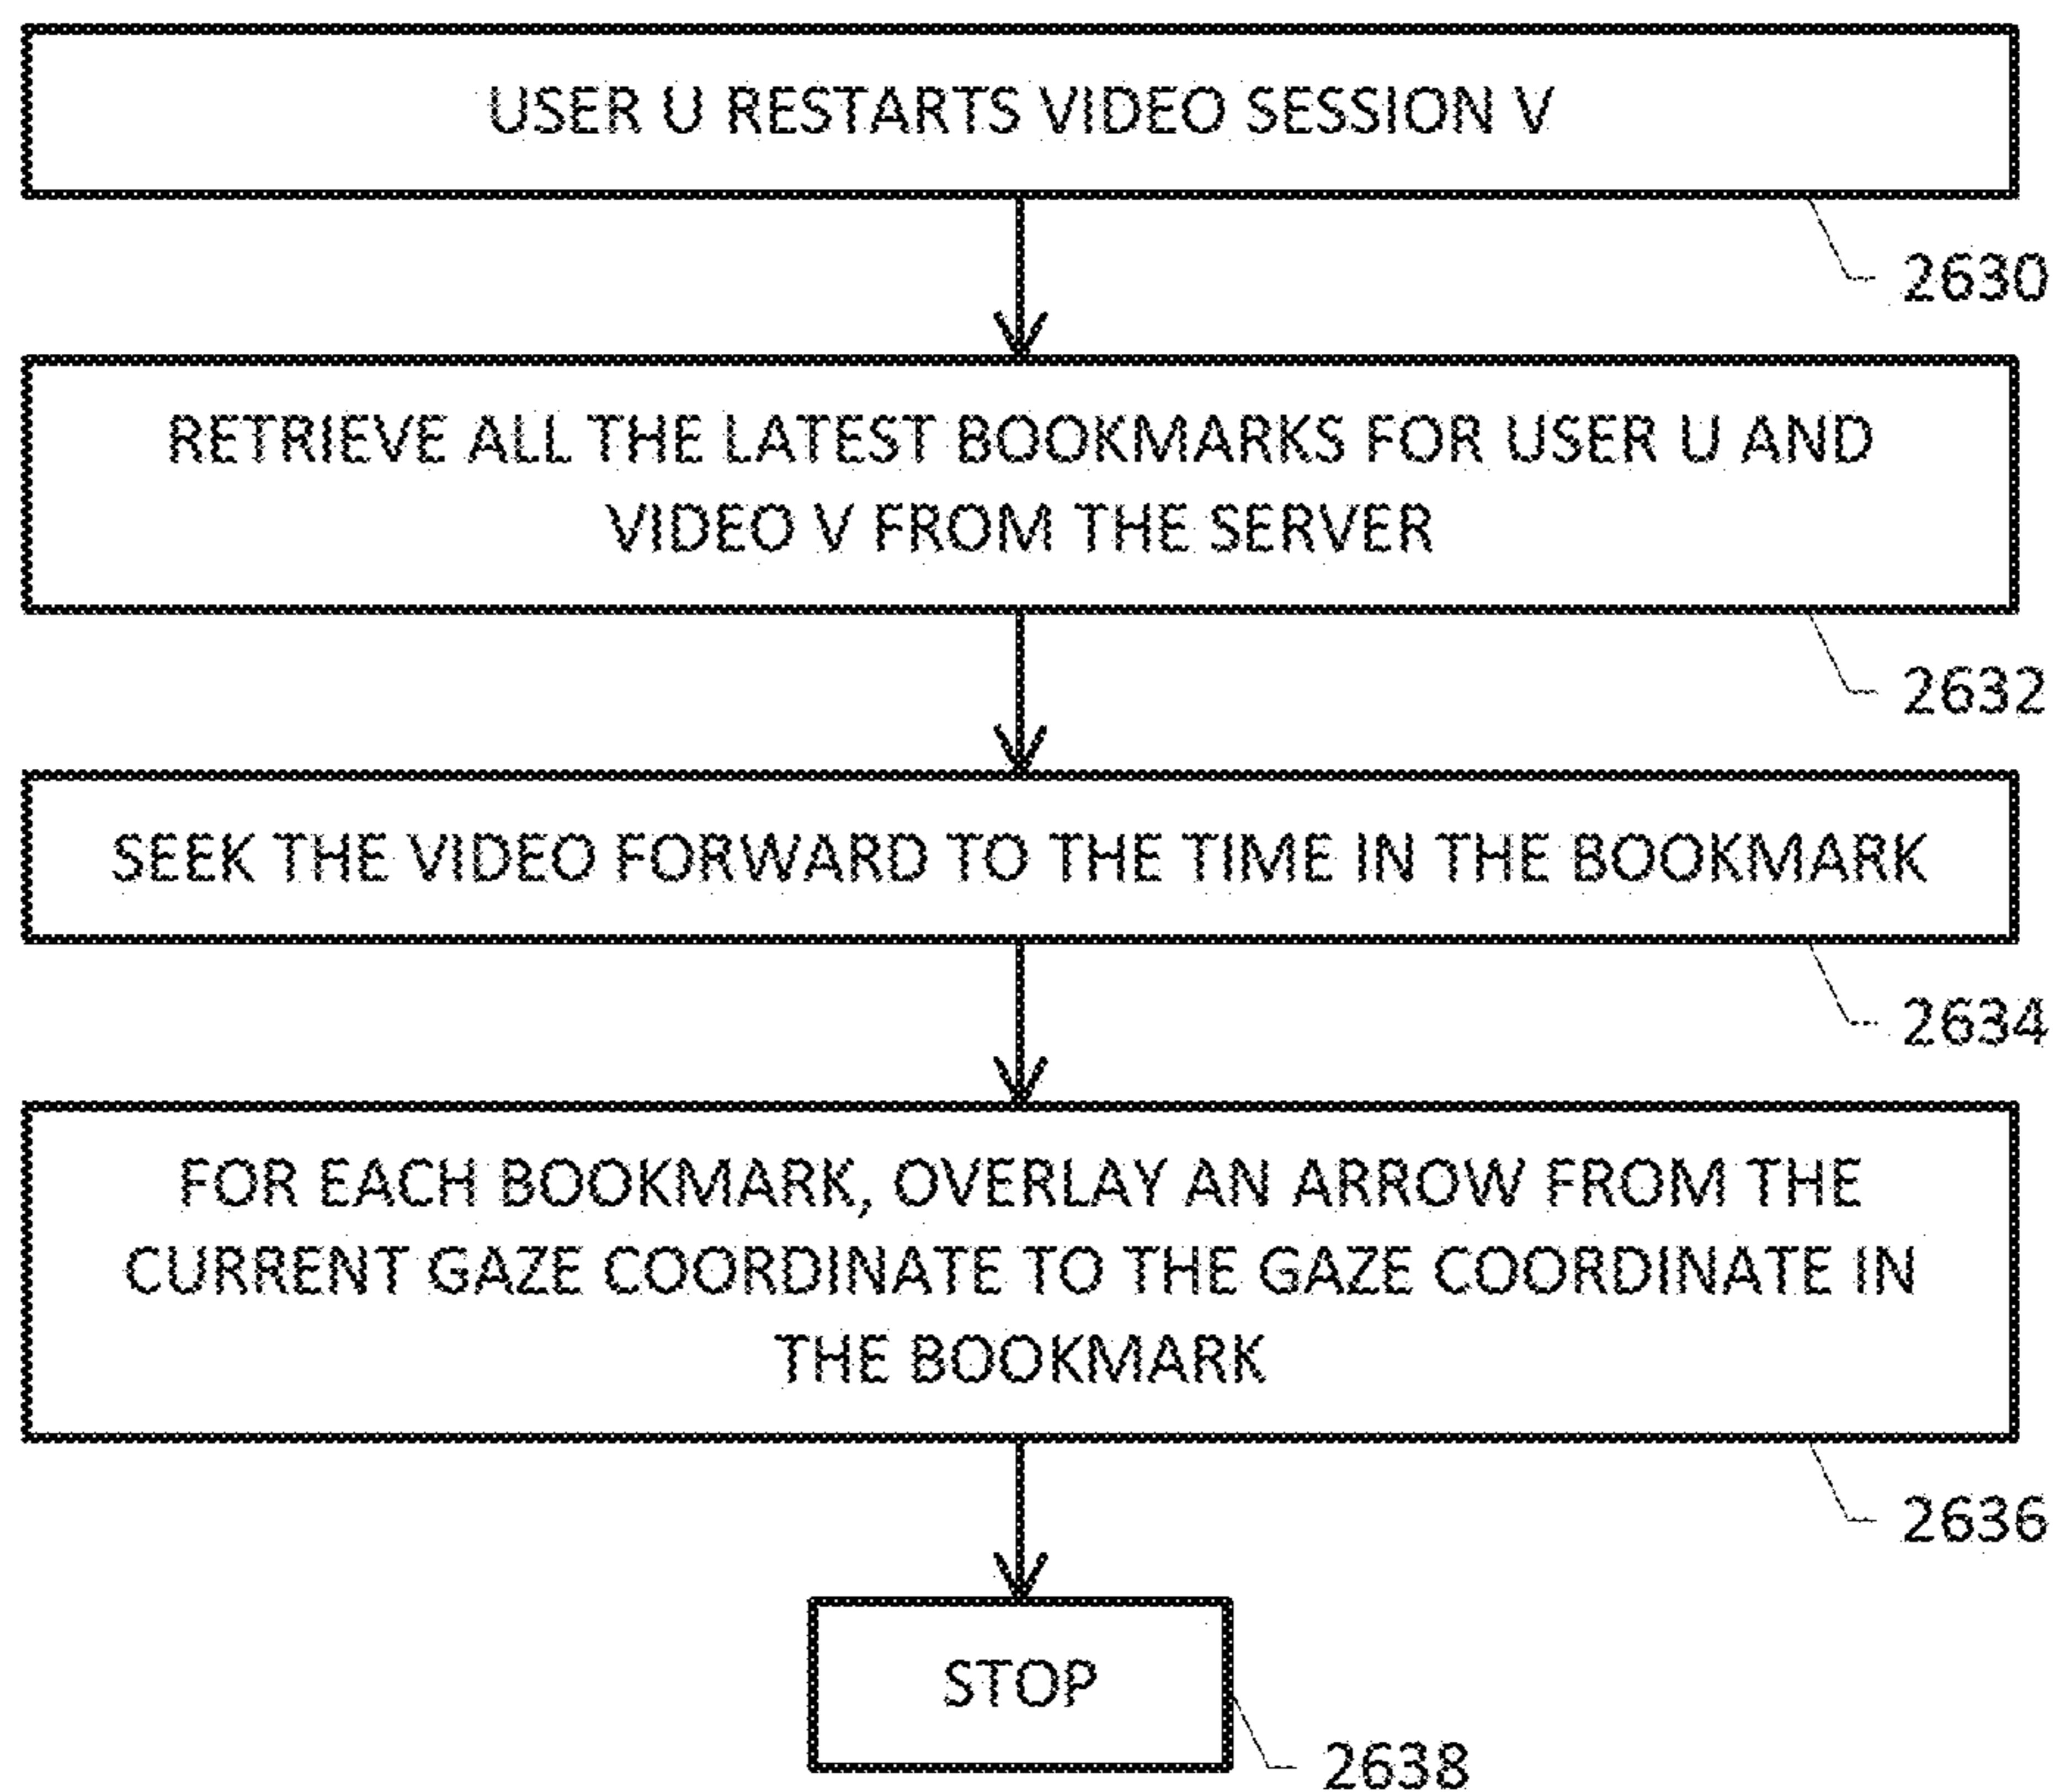 USER U RESTARTS VIDEO SESSION V
2630
RETRIEVE ALL THE LATEST BOOKMARKS FOR USER U AND
VIDEO V FROM THE SERVER
2632
SEEK THE VIDEO FORWARD TO THE TIME IN THE BOOKMARK
2634
FOR EACH BOOKMARK, OVERLAY AN ARROW FROM THE
CURRENT GAZE COORDINATE TO THE GAZE COORDINATE IN
THE BOOKMARK
2636
STOP
2638